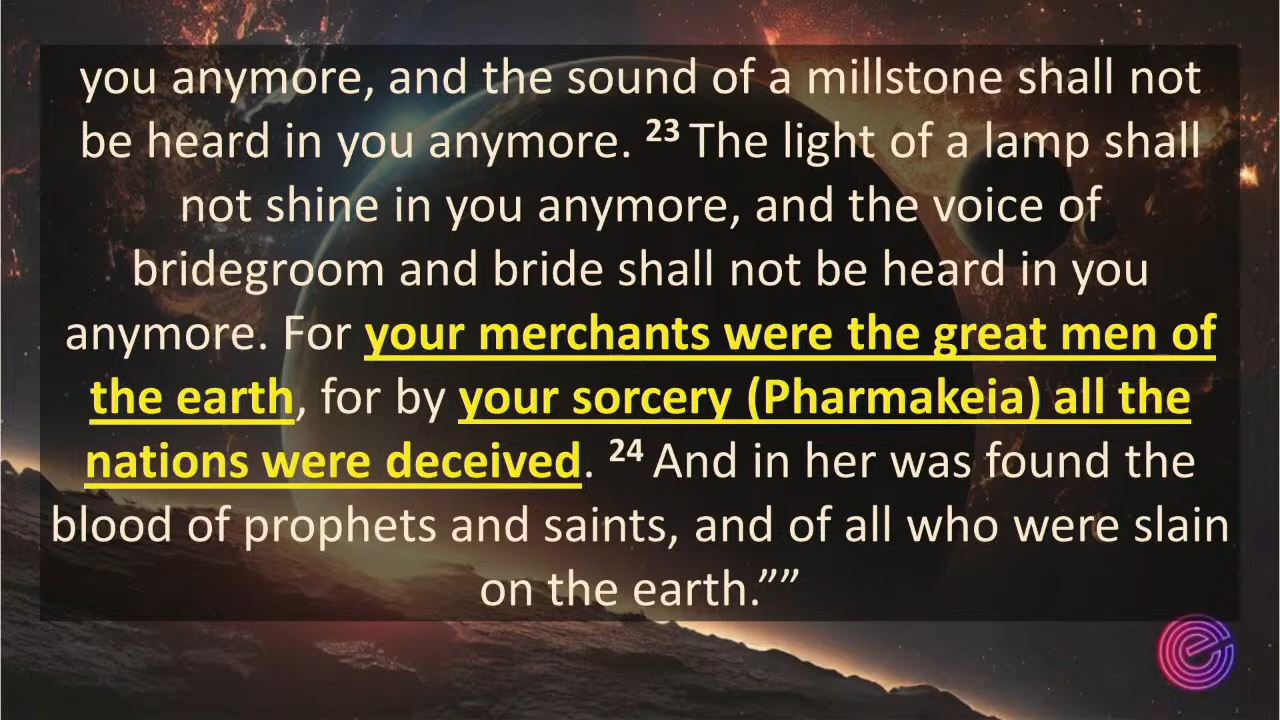 you anymore, and the sound of a millstone shall not
be heard in you anymore. 23 The light of a lamp shall
not shine in you anymore, and the voice of
bridegroom and bride shall not be heard in you
anymore. For your merchants were the great men of
the earth, for by your sorcery (Pharmakeia) all the
nations were deceived. 24 And in her was found the
blood of prophets and saints, and of all who were slain
on the earth.””